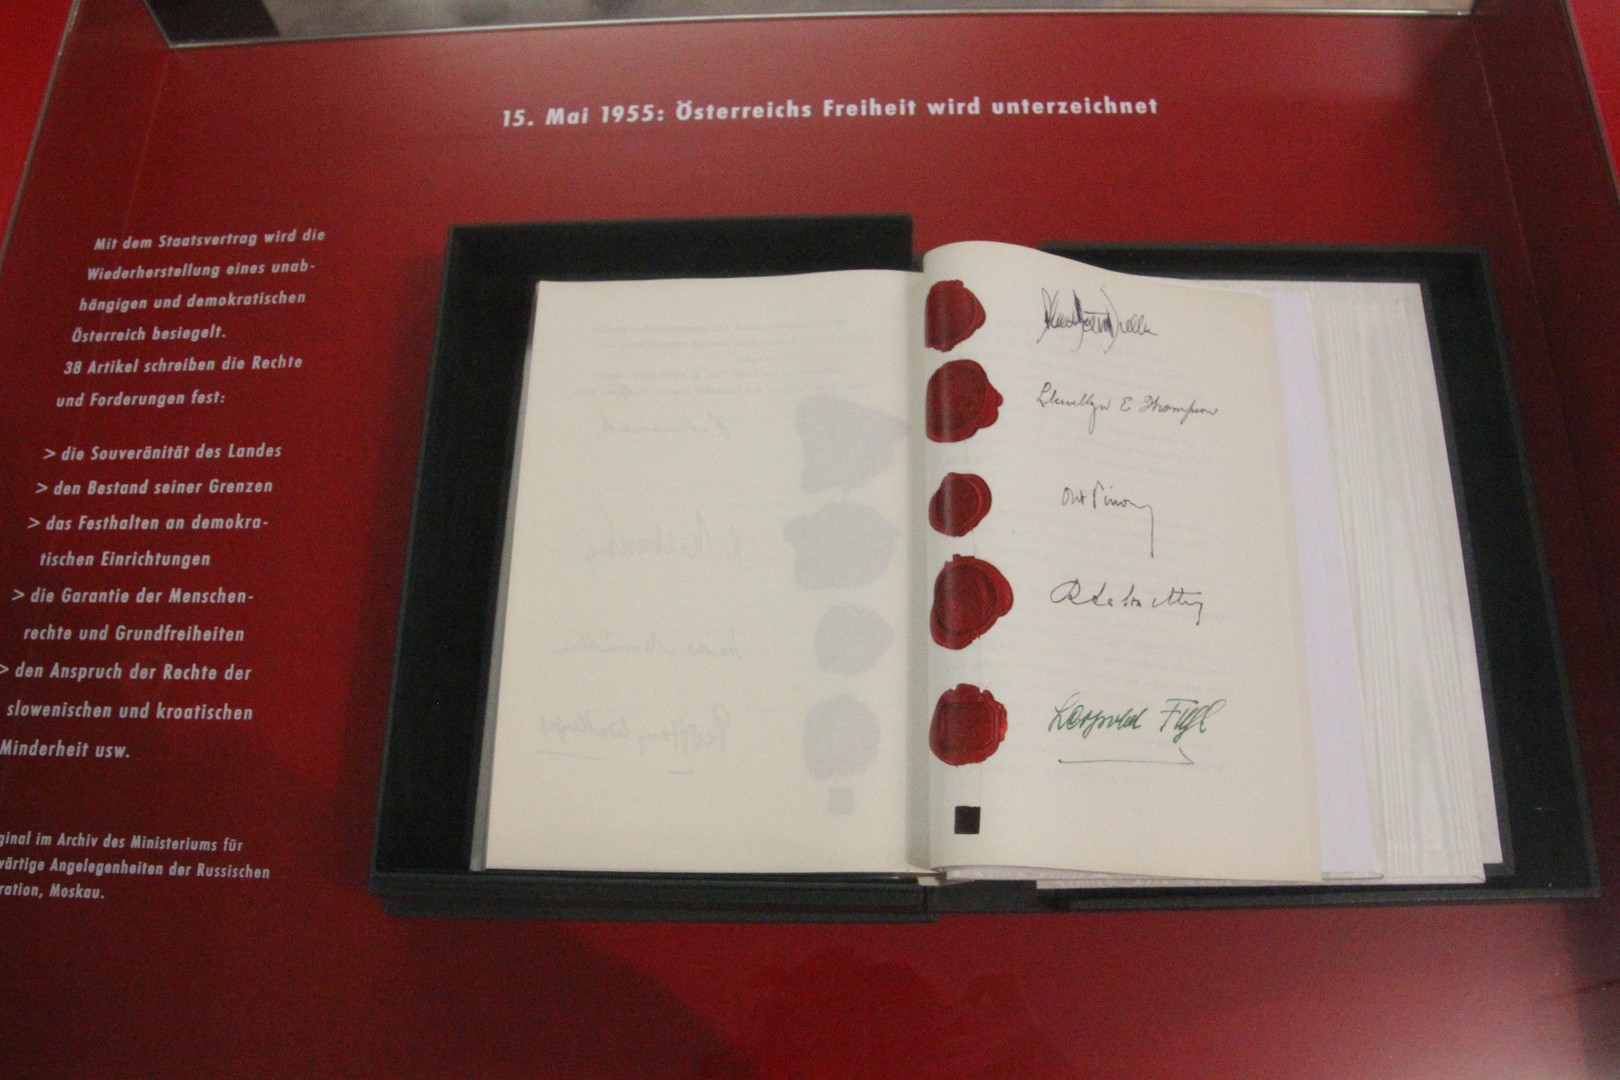 15. Mai 1955: Österreichs Freiheit wird unterzeichnet
Mit dem Staatsvertrag wird die
Wiederherstellung eines unab-
hängigen und demokratischen
Österreich besiegelt.
38 Artikel schreiben die Rechte
und Forderungen fest:
> die Souveränität des Landes
> den Bestand seiner Grenzen
> das Festhalten an demokra-
tischen Einrichtungen
> die Garantie der Menschen-
rechte und Grundfreiheiten
> den Anspruch der Rechte der
slowenischen und kroatischen
Minderheit usw.
ginal im Archiv des Ministeriums für
wärtige Angelegenheiten der Russischen
ration, Moskau.
Llewellyn E Thompson
Leopold Figl